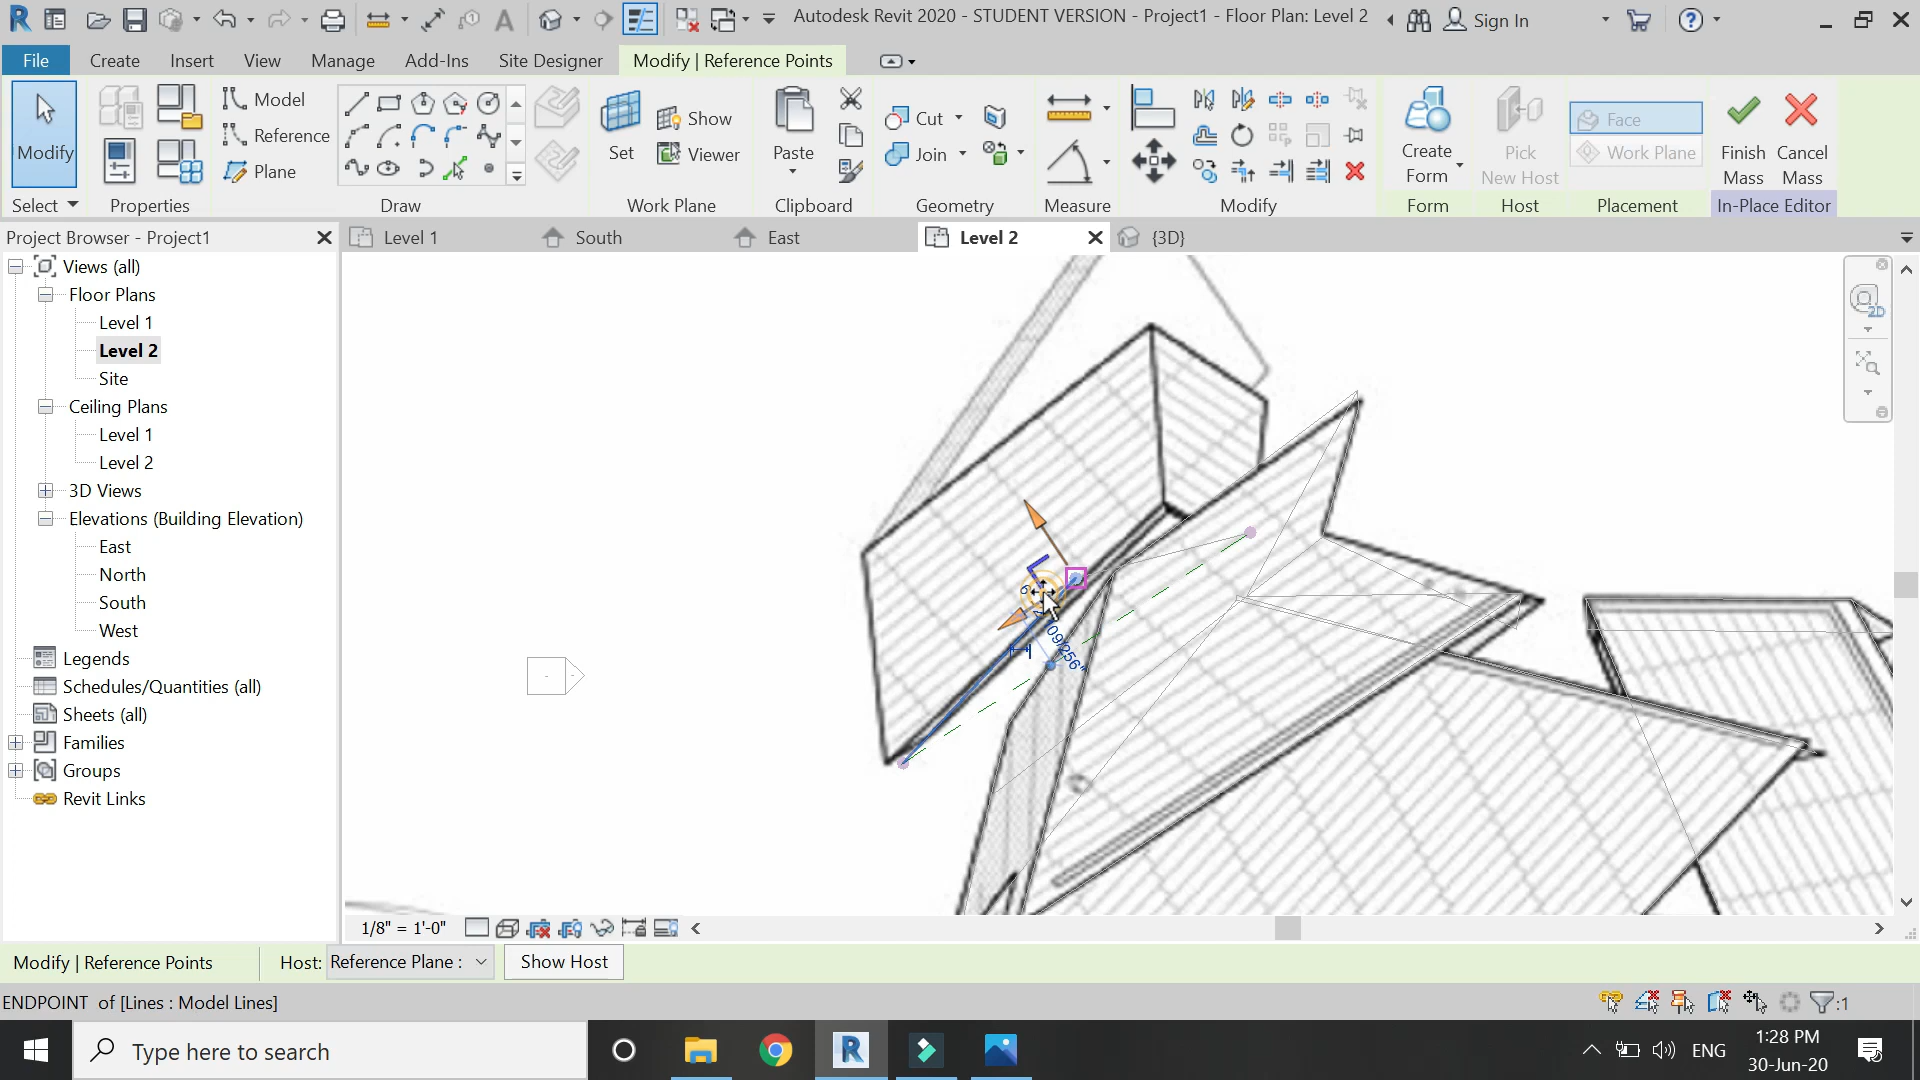 Autodesk Revit 2020 - STUDENT VERSION - Project1 - Floor Plan: Level 2
Sign In
File
Create
Insert
View
Manage
Add-Ins
Site Designer
Modify | Reference Points
Modify
Model
Reference
Plane
Set
Show
Viewer
Paste
Cut
Join
Create
Form
Pick
New Host
Face
Work Plane
Finish
Mass
Cancel
Mass
Select
Properties
Draw
Work Plane
Clipboard
Geometry
Measure
Modify
Form
Host
Placement
In-Place Editor
Project Browser - Project1
Level 1
South
East
Level 2
{3D}
Views (all)
Floor Plans
Level 1
Level 2
Site
Ceiling Plans
Level 1
Level 2
3D Views
Elevations (Building Elevation)
East
North
South
West
Legends
Schedules/Quantities (all)
Sheets (all)
Families
Groups
Revit Links
2D
1/8" = 1'-0"
Modify | Reference Points
Host:
Reference Plane :
Show Host
ENDPOINT of [Lines : Model Lines]
:1
Type here to search
ENG
1:28 PM
30-Jun-20